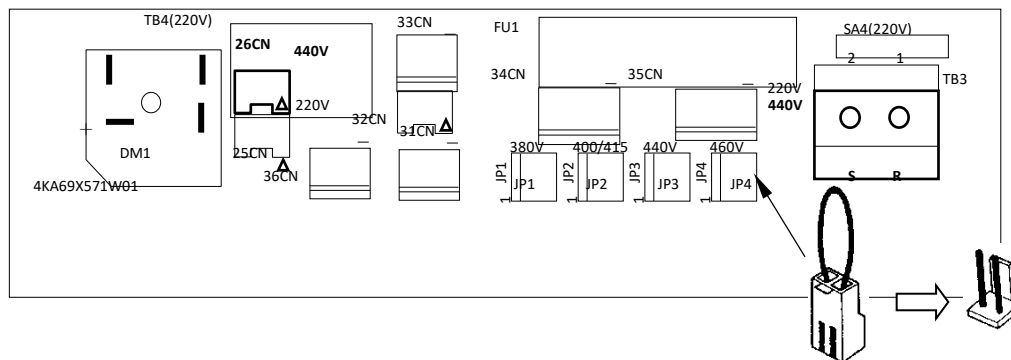 TB4(220V)
33CN
FU1
SA4(220V)
26CN
440V
2
1
34CN
35CN
TB3
220V
440V
220V
32CN
31CN
DM1
25CN
36CN
4KA69X571W01
380V
400/415
440V
460V
JP1
JP1
JP2
JP2
JP3
JP3
JP4
JP4
1
1
1
1
S
R